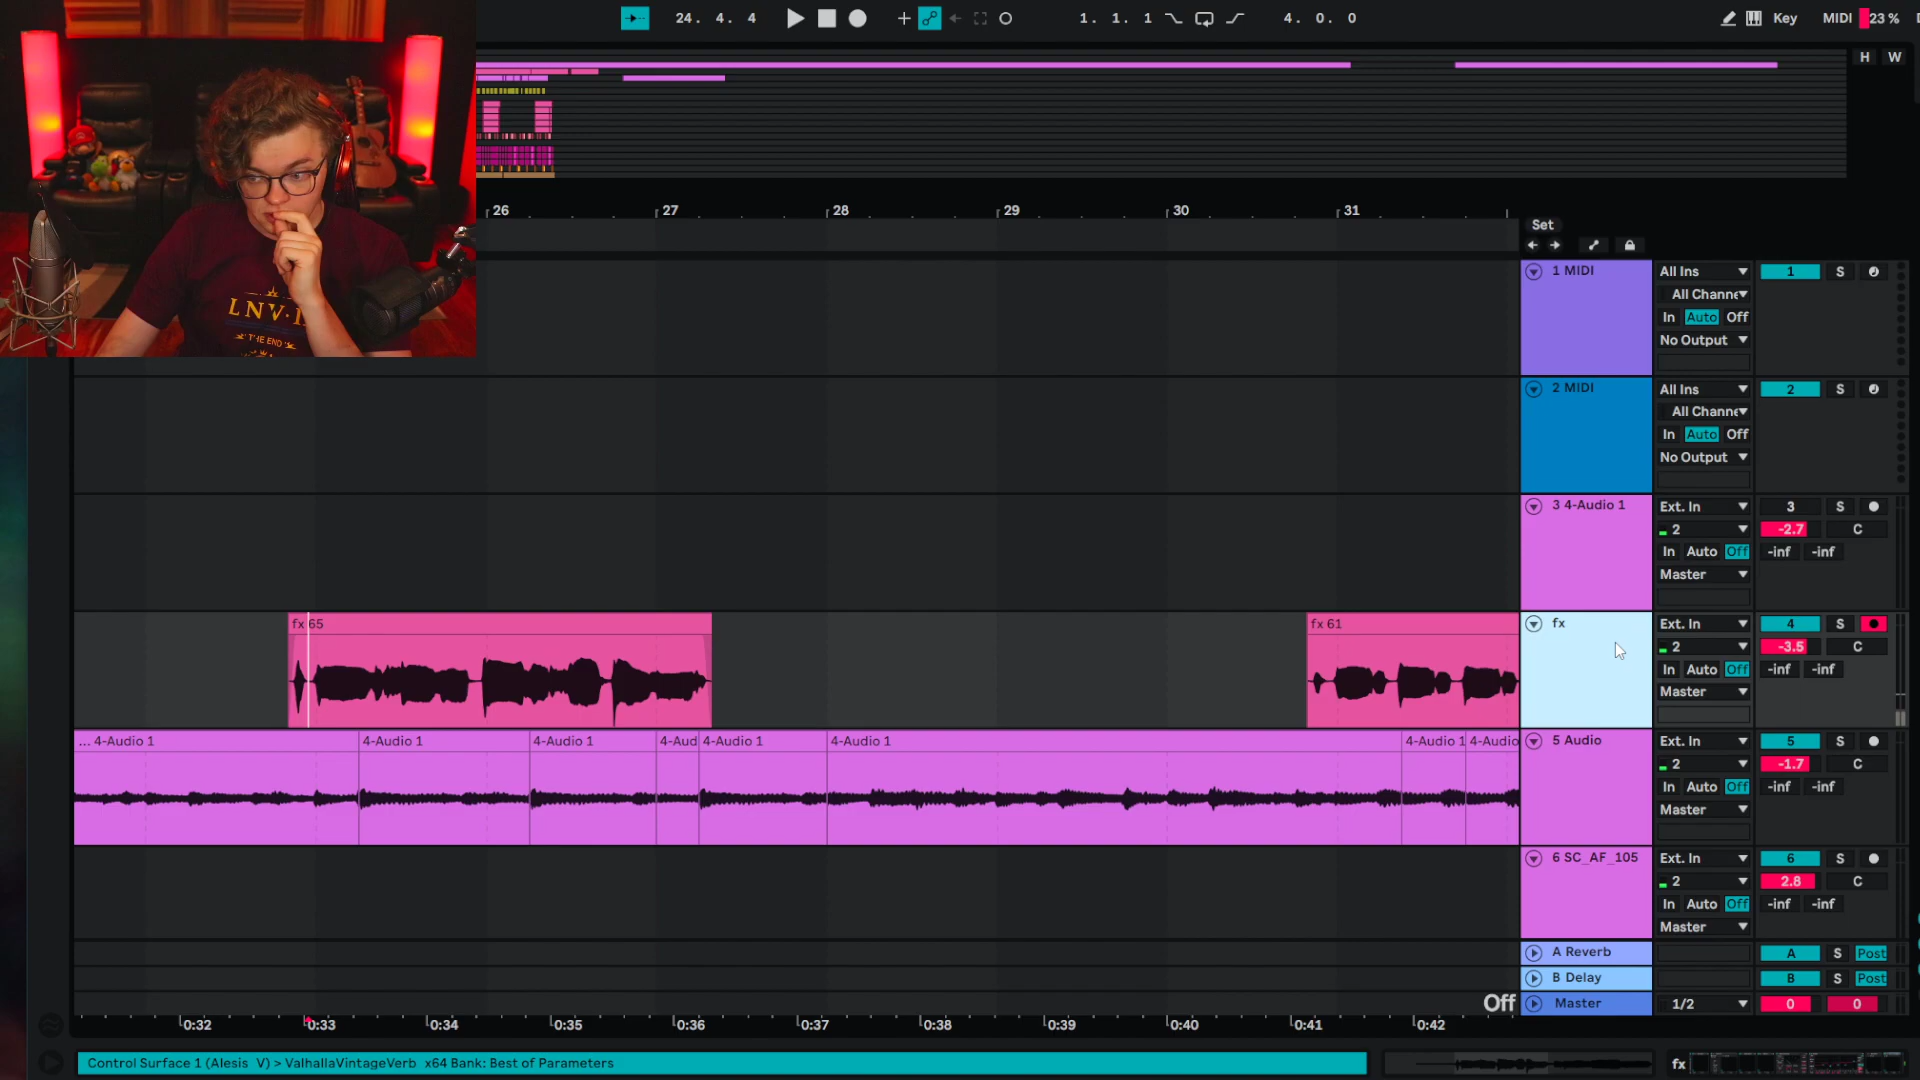 24. 4. 4
1. 1. 1
4. 0. 0
Key
MIDI
23 %
H
W
26
27
28
29
30
31
Set
LNV·I
THE END
1 MIDI
All Ins
1
S
All Channe
In
Auto
Off
No Output
2 MIDI
All Ins
2
S
All Channe
In
Auto
Off
No Output
3 4-Audio 1
Ext. In
3
S
2
-2.7
C
In
Auto
Off
-inf
-inf
Master
fx 65
fx 61
fx
Ext. In
4
S
2
-3.5
C
In
Auto
Off
-inf
-inf
Master
... 4-Audio 1
4-Audio 1
4-Audio 1
4-Aud
4-Audio 1
4-Audio 1
4-Audio 1
4-Audio
5 Audio
Ext. In
5
S
2
-1.7
C
In
Auto
Off
-inf
-inf
Master
6 SC_AF_105
Ext. In
6
S
2
2.8
C
In
Auto
Off
-inf
-inf
Master
A Reverb
A
S
Post
B Delay
B
S
Post
Off
Master
1/2
0
0
0:32
0:33
0:34
0:35
0:36
0:37
0:38
0:39
0:40
0:41
0:42
Control Surface 1 (Alesis V) > ValhallaVintageVerb x64 Bank: Best of Parameters
fx